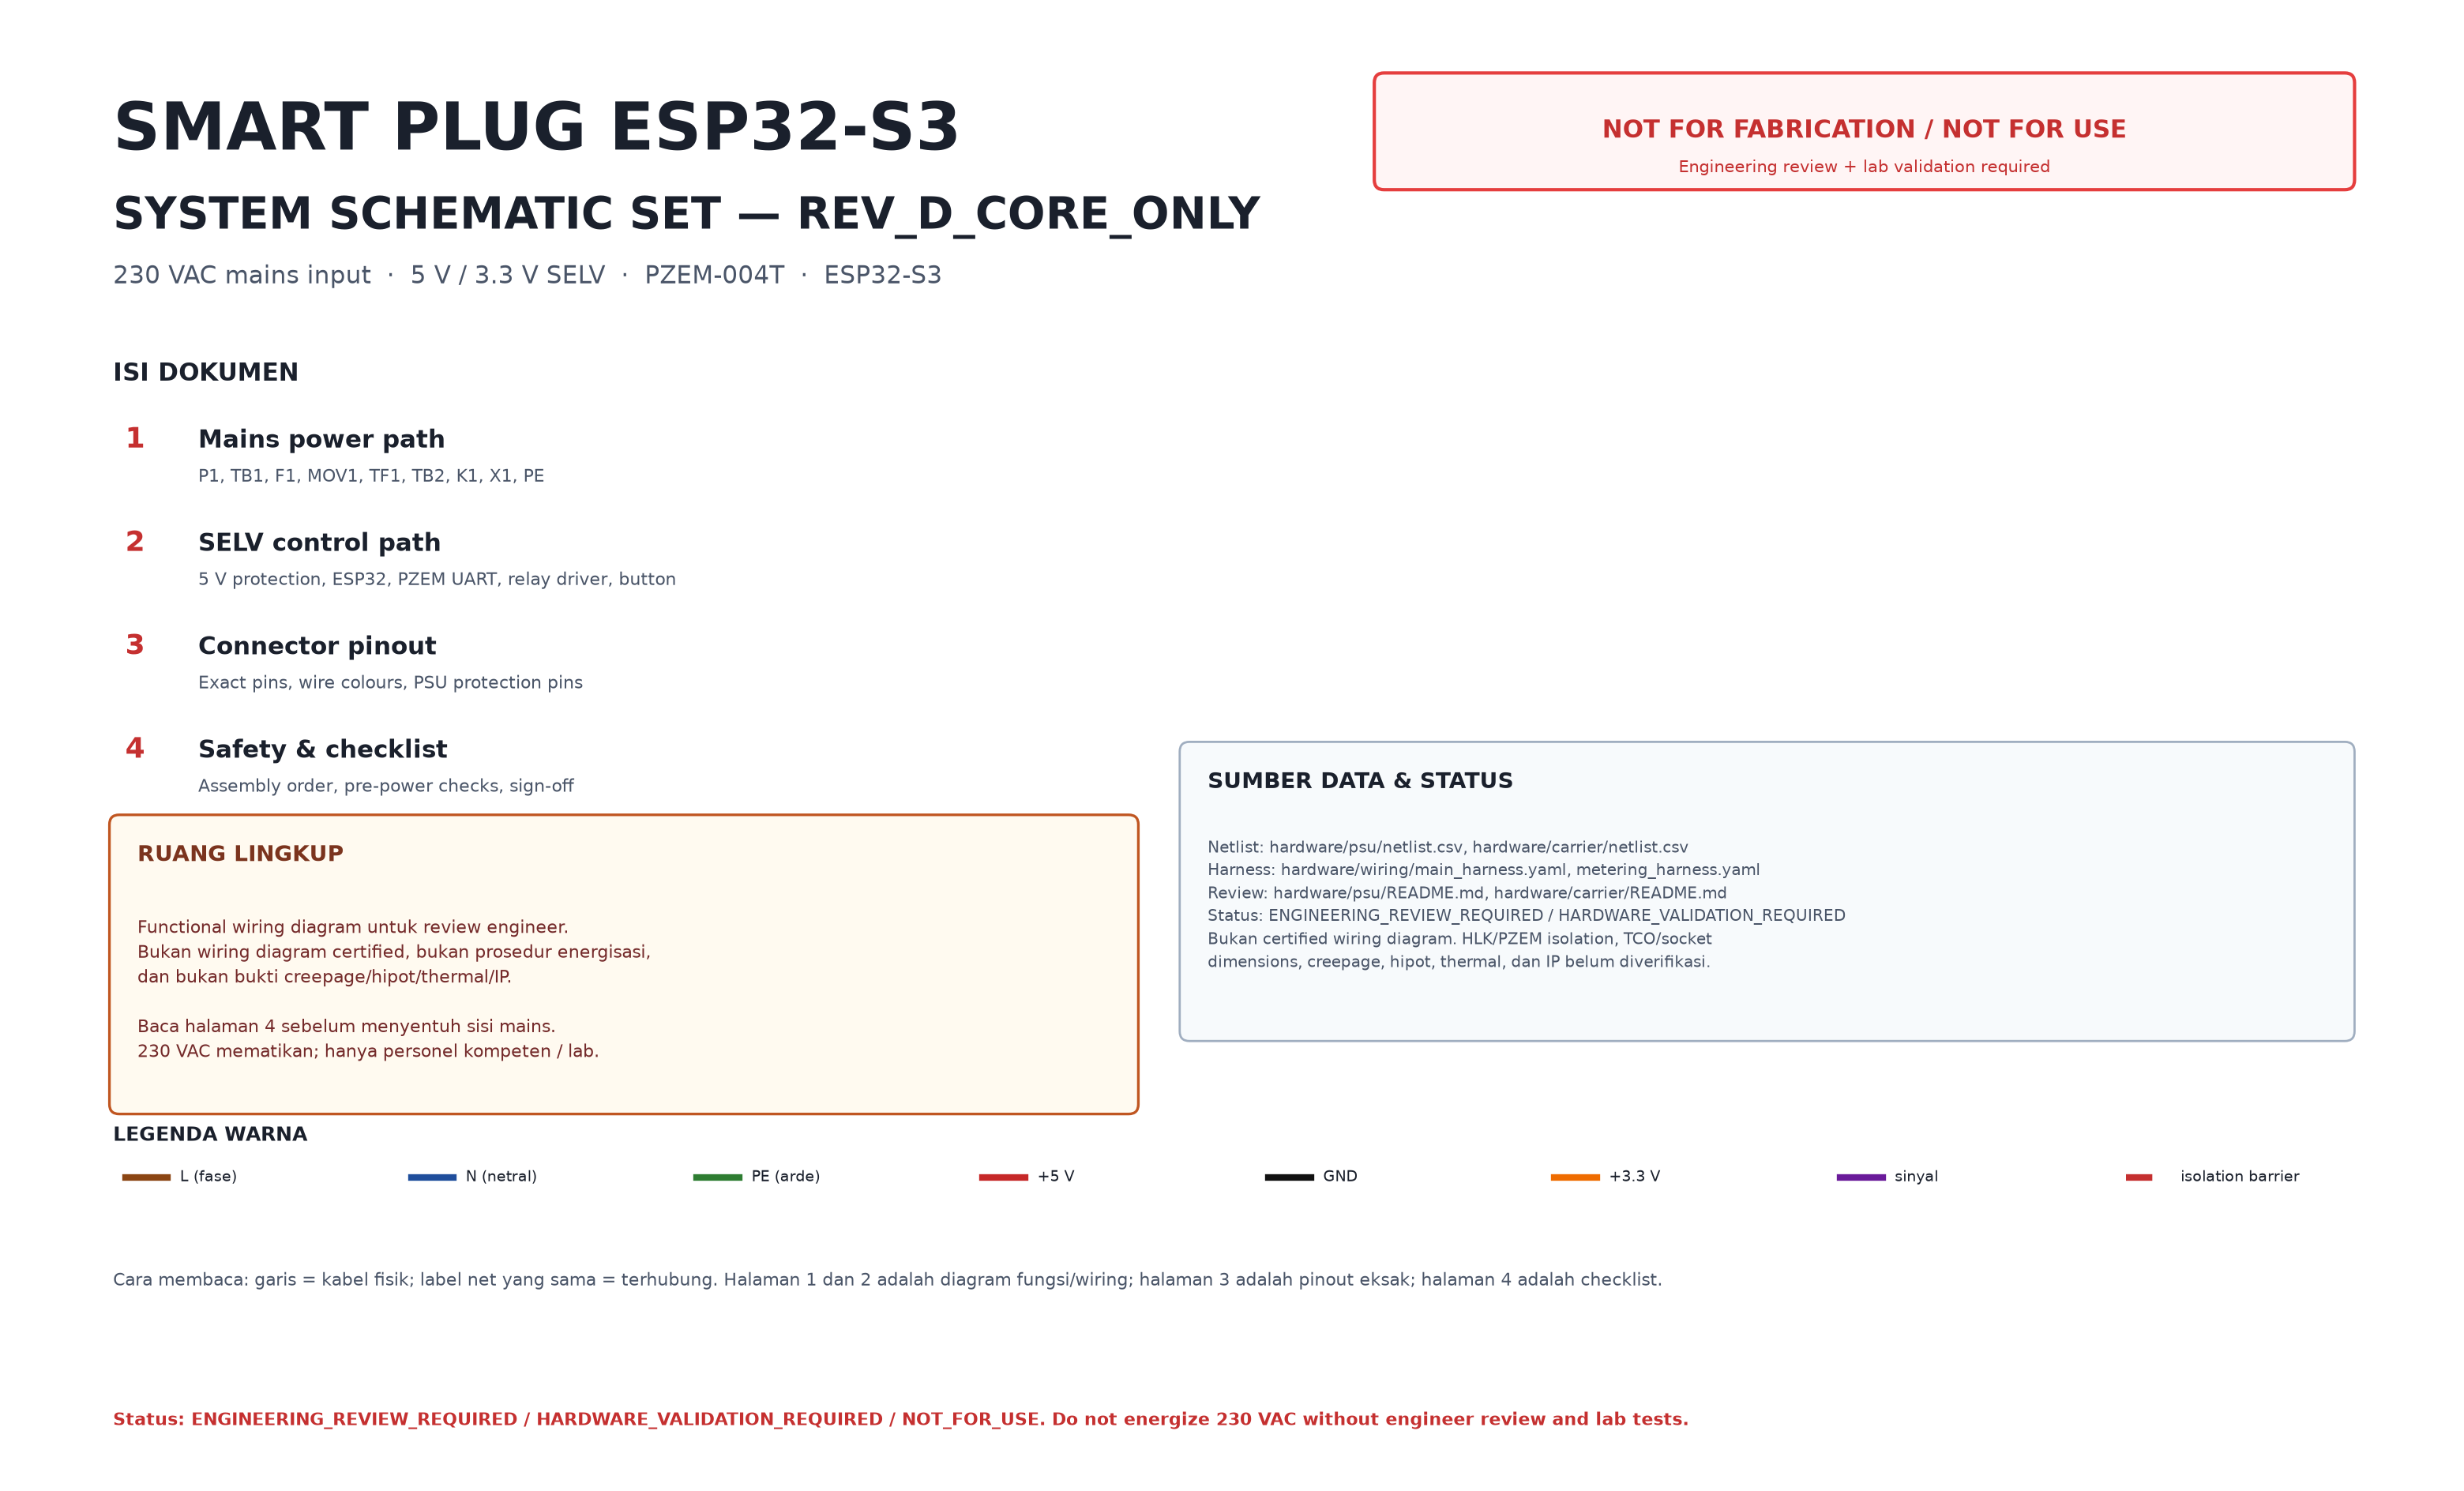 SMART PLUG ESP32-S3
SYSTEM SCHEMATIC SET — REV_D_CORE_ONLY
230 VAC mains input · 5 V / 3.3 V SELV · PZEM-004T · ESP32-S3
NOT FOR FABRICATION / NOT FOR USE
Engineering review + lab validation required
ISI DOKUMEN
1 Mains power path
P1, TB1, F1, MOV1, TF1, TB2, K1, X1, PE
2 SELV control path
5 V protection, ESP32, PZEM UART, relay driver, button
3 Connector pinout
Exact pins, wire colours, PSU protection pins
4 Safety & checklist
Assembly order, pre-power checks, sign-off
RUANG LINGKUP
Functional wiring diagram untuk review engineer.
Bukan wiring diagram certified, bukan prosedur energisasi,
dan bukan bukti creepage/hipot/thermal/IP.
Baca halaman 4 sebelum menyentuh sisi mains.
230 VAC mematikan; hanya personel kompeten / lab.
SUMBER DATA & STATUS
Netlist: hardware/psu/netlist.csv, hardware/carrier/netlist.csv
Harness: hardware/wiring/main_harness.yaml, metering_harness.yaml
Review: hardware/psu/README.md, hardware/carrier/README.md
Status: ENGINEERING_REVIEW_REQUIRED / HARDWARE_VALIDATION_REQUIRED
Bukan certified wiring diagram. HLK/PZEM isolation, TCO/socket
dimensions, creepage, hipot, thermal, dan IP belum diverifikasi.
LEGENDA WARNA
L (fase) N (netral) PE (arde) +5 V GND +3.3 V sinyal isolation barrier
Cara membaca: garis = kabel fisik; label net yang sama = terhubung. Halaman 1 dan 2 adalah diagram fungsi/wiring; halaman 3 adalah pinout eksak; halaman 4 adalah checklist.
Status: ENGINEERING_REVIEW_REQUIRED / HARDWARE_VALIDATION_REQUIRED / NOT_FOR_USE. Do not energize 230 VAC without engineer review and lab tests.